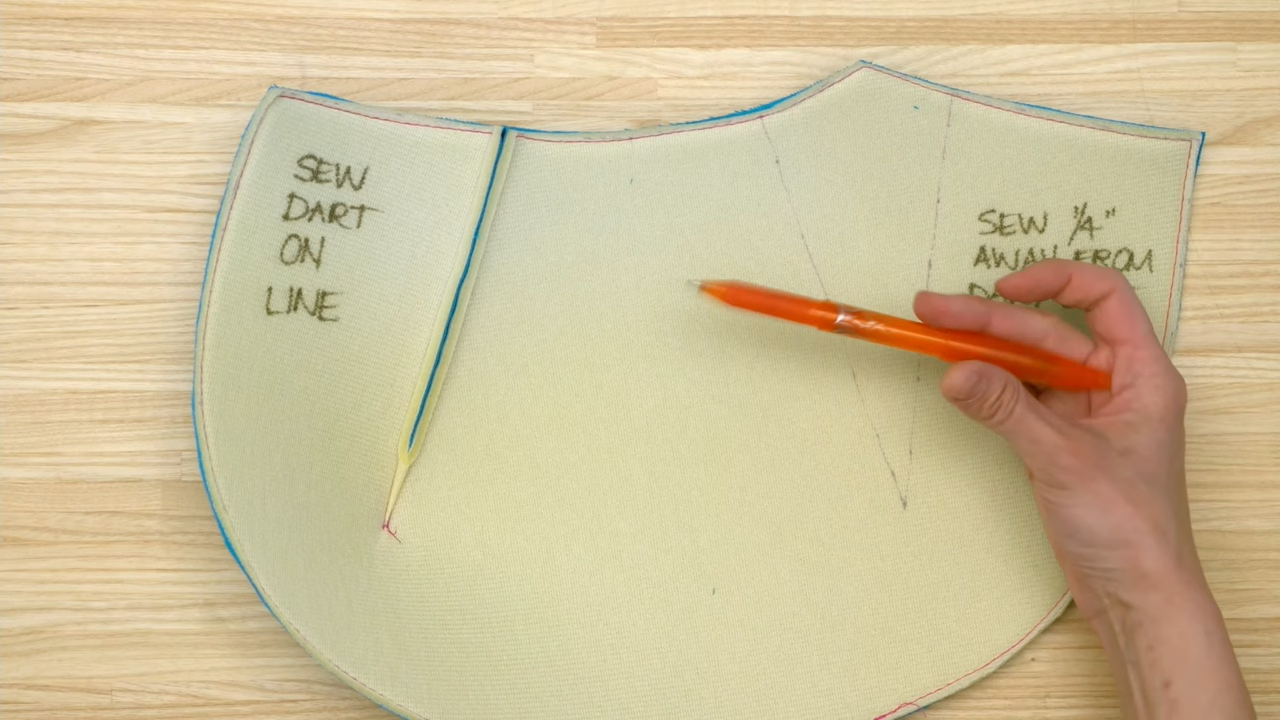 SEW
DART
ON
LINE
SEW 1/4"
AWAY FROM